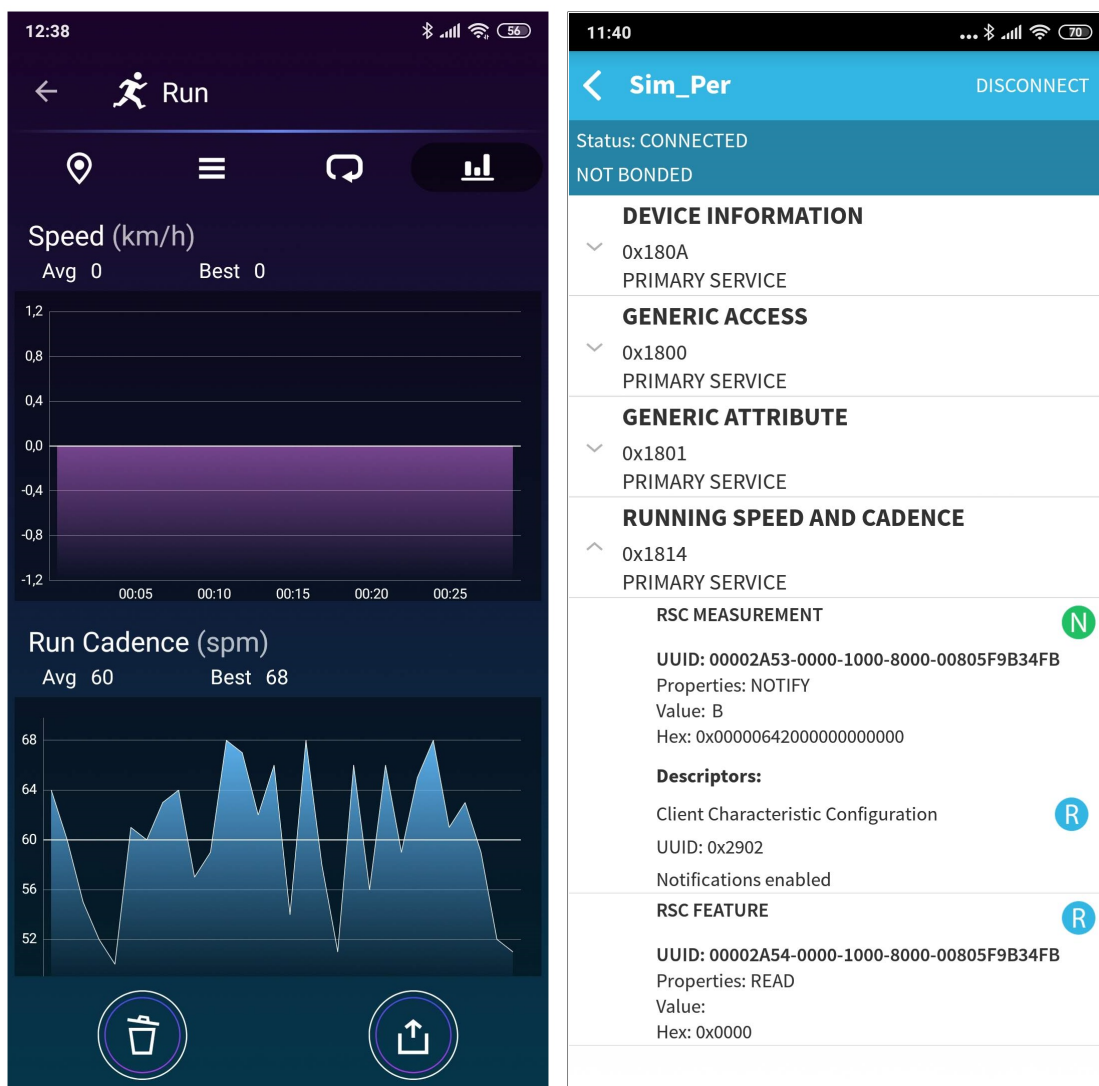 12:38
56
Run
Speed (km/h)
Avg 0 Best 0
1,2
0,8
0,4
0,0
-0,4
-0,8
-1,2
00:05 00:10 00:15 00:20 00:25
Run Cadence (spm)
Avg 60 Best 68
68
64
60
56
52
11:40
70
Sim_Per DISCONNECT
Status: CONNECTED
NOT BONDED
DEVICE INFORMATION
0x180A
PRIMARY SERVICE
GENERIC ACCESS
0x1800
PRIMARY SERVICE
GENERIC ATTRIBUTE
0x1801
PRIMARY SERVICE
RUNNING SPEED AND CADENCE
0x1814
PRIMARY SERVICE
RSC MEASUREMENT
N
UUID: 00002A53-0000-1000-8000-00805F9B34FB
Properties: NOTIFY
Value: B
Hex: 0x00000642000000000000
Descriptors:
Client Characteristic Configuration
R
UUID: 0x2902
Notifications enabled
RSC FEATURE
R
UUID: 00002A54-0000-1000-8000-00805F9B34FB
Properties: READ
Value:
Hex: 0x0000